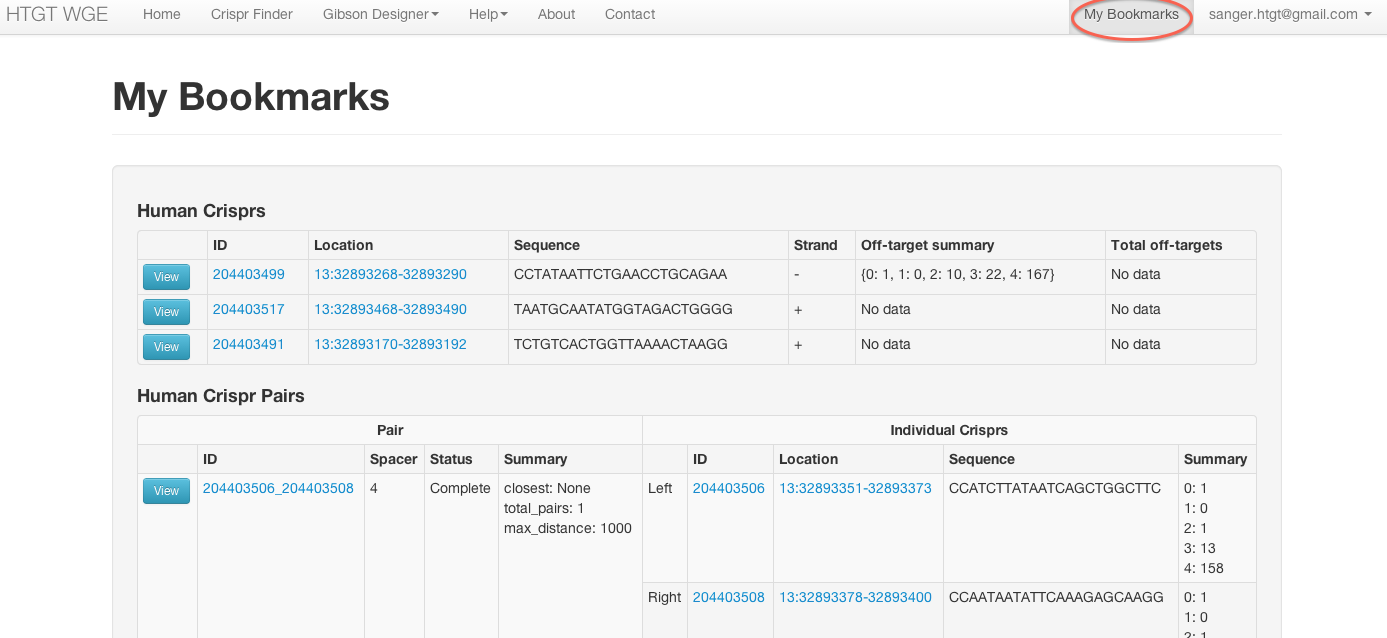 HTGT WGE Home Crispr Finder Gibson Designer Help About Contact My Bookmarks sanger.htgt@gmail.com
My Bookmarks
Human Crisprs
ID Location Sequence Strand Off-target summary Total off-targets
View 204403499 13:32893268-32893290 CCTATAATTCTGAACCTGCAGAA - {0: 1, 1: 0, 2: 10, 3: 22, 4: 167} No data
View 204403517 13:32893468-32893490 TAATGCAATATGGTAGACTGGGG + No data No data
View 204403491 13:32893170-32893192 TCTGTCACTGGTTAAAACTAAGG + No data No data
Human Crispr Pairs
Pair Individual Crisprs
ID Spacer Status Summary ID Location Sequence Summary
View 204403506_204403508 4 Complete closest: None Left 204403506 13:32893351-32893373 CCATCTTATAATCAGCTGGCTTC 0: 1
total_pairs: 1 1: 0
max_distance: 1000 2: 1
3: 13
4: 158
Right 204403508 13:32893378-32893400 CCAATAATATTCAAAGAGCAAGG 0: 1
1: 0
2: 1